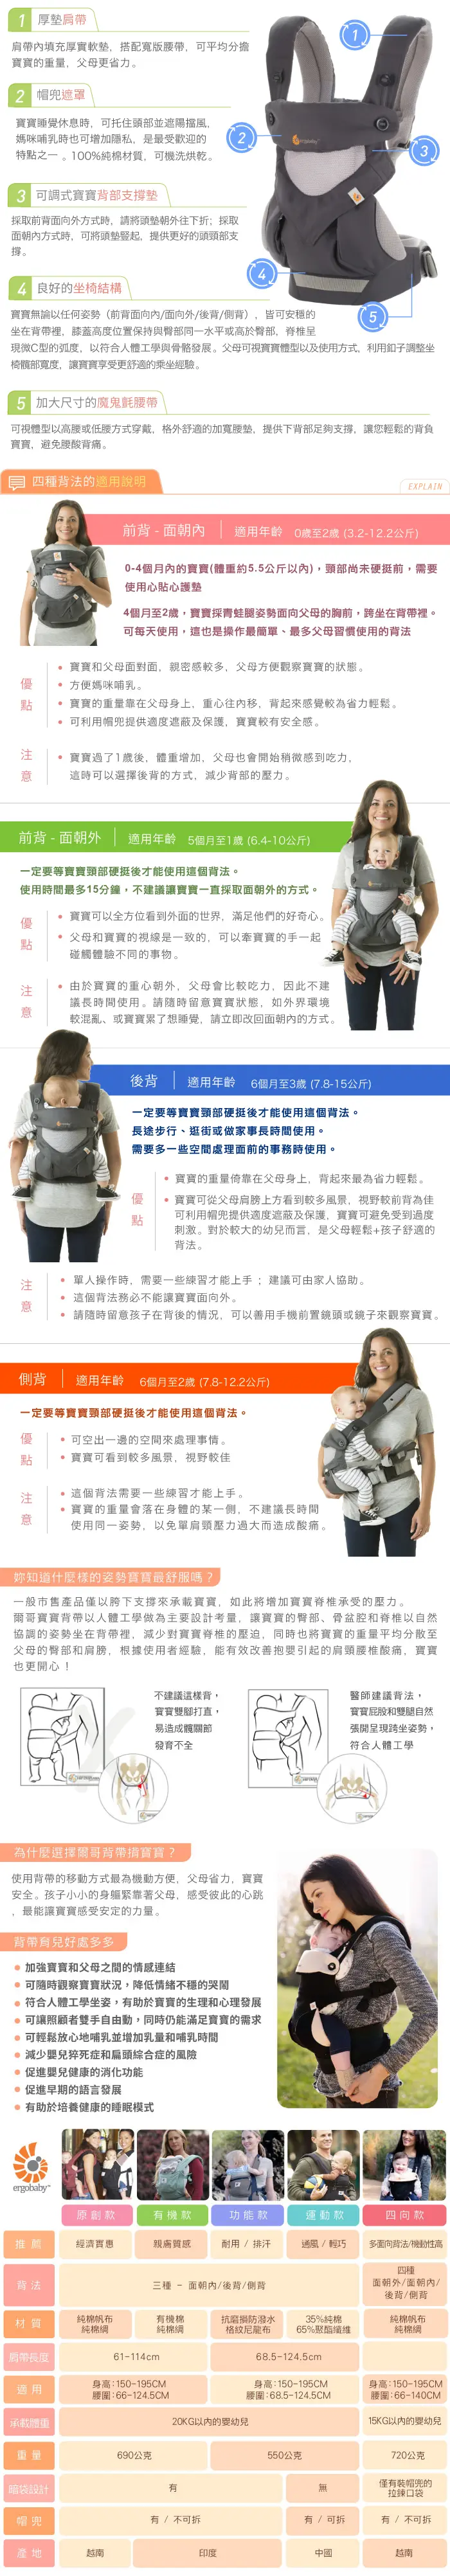 1 厚墊肩帶
肩帶內填充厚實軟墊，搭配寬版腰帶，可平均分擔
寶寶的重量，父母更省力。
2 帽兜遮罩
寶寶睡覺休息時，可托住頭部並遮陽擋風，
媽咪哺乳時也可增加隱私，是最受歡迎的
特點之一 。100%純棉材質，可機洗烘乾。
3 可調式寶寶背部支撐墊
採取前背面向外方式時，請將頭墊朝外往下折；採取
面朝內方式時，可將頭墊豎起，提供更好的頭頸部支
撐。
4 良好的坐椅結構
寶寶無論以任何姿勢（前背面向內/面向外/後背/側背），皆可安穩的
坐在背帶裡，膝蓋高度位置保持與臀部同一水平或高於臀部，脊椎呈
現微C型的弧度，以符合人體工學與骨骼發展。父母可視寶寶體型以及使用方式，利用釦子調整坐
椅髖部寬度，讓寶寶享受更舒適的乘坐經驗。
5 加大尺寸的魔鬼氈腰帶
可視體型以高腰或低腰方式穿戴，格外舒適的加寬腰墊，提供下背部足夠支撐，讓您輕鬆的背負
寶寶，避免腰酸背痛。
1
2
3
4
5
ergobaby
四種背法的適用說明
EXPLAIN
前背 - 面朝內 適用年齡 0歲至2歲 (3.2-12.2公斤)
0-4個月內的寶寶(體重約5.5公斤以內)，頸部尚未硬挺前，需要
使用心貼心護墊
4個月至2歲，寶寶採青蛙腿姿勢面向父母的胸前，跨坐在背帶裡。
可每天使用，這也是操作最簡單、最多父母習慣使用的背法
優點
寶寶和父母面對面，親密感較多，父母方便觀察寶寶的狀態。
方便媽咪哺乳。
寶寶的重量靠在父母身上，重心往內移，背起來感覺較為省力輕鬆。
可利用帽兜提供適度遮蔽及保護，寶寶較有安全感。
注意
寶寶過了1歲後，體重增加，父母也會開始稍微感到吃力，
這時可以選擇後背的方式，減少背部的壓力。
前背 - 面朝外 適用年齡 5個月至1歲 (6.4-10公斤)
一定要等寶寶頸部硬挺後才能使用這個背法。
使用時間最多15分鐘，不建議讓寶寶一直採取面朝外的方式。
優點
寶寶可以全方位看到外面的世界，滿足他們的好奇心。
父母和寶寶的視線是一致的，可以牽寶寶的手一起
碰觸體驗不同的事物。
注意
由於寶寶的重心朝外，父母會比較吃力，因此不建
議長時間使用。請隨時留意寶寶狀態，如外界環境
較混亂、或寶寶累了想睡覺，請立即改回面朝內的方式。
後背 適用年齡 6個月至3歲 (7.8-15公斤)
一定要等寶寶頸部硬挺後才能使用這個背法。
長途步行、逛街或做家事長時間使用。
需要多一些空間處理面前的事務時使用。
優點
寶寶的重量倚靠在父母身上，背起來最為省力輕鬆。
寶寶可從父母肩膀上方看到較多風景，視野較前背為佳
可利用帽兜提供適度遮蔽及保護，寶寶可避免受到過度
刺激。對於較大的幼兒而言，是父母輕鬆+孩子舒適的
背法。
注意
單人操作時，需要一些練習才能上手 ；建議可由家人協助。
這個背法務必不能讓寶寶面向外。
請隨時留意孩子在背後的情況，可以善用手機前置鏡頭或鏡子來觀察寶寶。
側背 適用年齡 6個月至2歲 (7.8-12.2公斤)
一定要等寶寶頸部硬挺後才能使用這個背法。
優點
可空出一邊的空間來處理事情。
寶寶可看到較多風景，視野較佳
注意
這個背法需要一些練習才能上手。
寶寶的重量會落在身體的某一側，不建議長時間
使用同一姿勢，以免單肩頸壓力過大而造成酸痛。
妳知道什麼樣的姿勢寶寶最舒服嗎？
一般市售產品僅以胯下支撐來承載寶寶，如此將增加寶寶脊椎承受的壓力。
爾哥寶寶背帶以人體工學做為主要設計考量，讓寶寶的臀部、骨盆腔和脊椎以自然
協調的姿勢坐在背帶裡，減少對寶寶脊椎的壓迫，同時也將寶寶的重量平均分散至
父母的臀部和肩膀，根據使用者經驗，能有效改善抱嬰引起的肩頸腰椎酸痛，寶寶
也更開心！
不建議這樣背，
寶寶雙腳打直，
易造成髖關節
發育不全
醫師建議背法，
寶寶屁股和雙腿自然
張開呈現跨坐姿勢，
符合人體工學
為什麼選擇爾哥背帶揹寶寶？
使用背帶的移動方式最為機動方便，父母省力，寶寶
安全。孩子小小的身軀緊靠著父母，感受彼此的心跳
，最能讓寶寶感受安定的力量。
背帶育兒好處多多
加強寶寶和父母之間的情感連結
可隨時觀察寶寶狀況，降低情緒不穩的哭鬧
符合人體工學坐姿，有助於寶寶的生理和心理發展
可讓照顧者雙手自由動，同時仍能滿足寶寶的需求
可輕鬆放心地哺乳並增加乳量和哺乳時間
減少嬰兒猝死症和扁頭綜合症的風險
促進嬰兒健康的消化功能
促進早期的語言發展
有助於培養健康的睡眠模式
ergobaby
原創款 有機款 功能款 運動款 四向款
推薦 經濟實惠 親膚質感 耐用 / 排汗 通風 / 輕巧 多面向背法/機動性高
背法 三種 - 面朝內/後背/側背 四種 面朝外/面朝內/後背/側背
材質 純棉帆布 純棉綢 有機棉 純棉綢 抗磨損防潑水 格紋尼龍布 35%純棉 65%聚酯纖維 純棉帆布 純棉綢
肩帶長度 61-114cm 68.5-124.5cm
適用 身高:150-195CM 腰圍:66-124.5CM 身高:150-195CM 腰圍:68.5-124.5CM 身高:150-195CM 腰圍:66-140CM
承載體重 20KG以內的嬰幼兒 15KG以內的嬰幼兒
重量 690公克 550公克 720公克
暗袋設計 有 無 僅有裝帽兜的拉鍊口袋
帽兜 有 / 不可拆 有 / 可拆 有 / 不可拆
產地 越南 印度 中國 越南